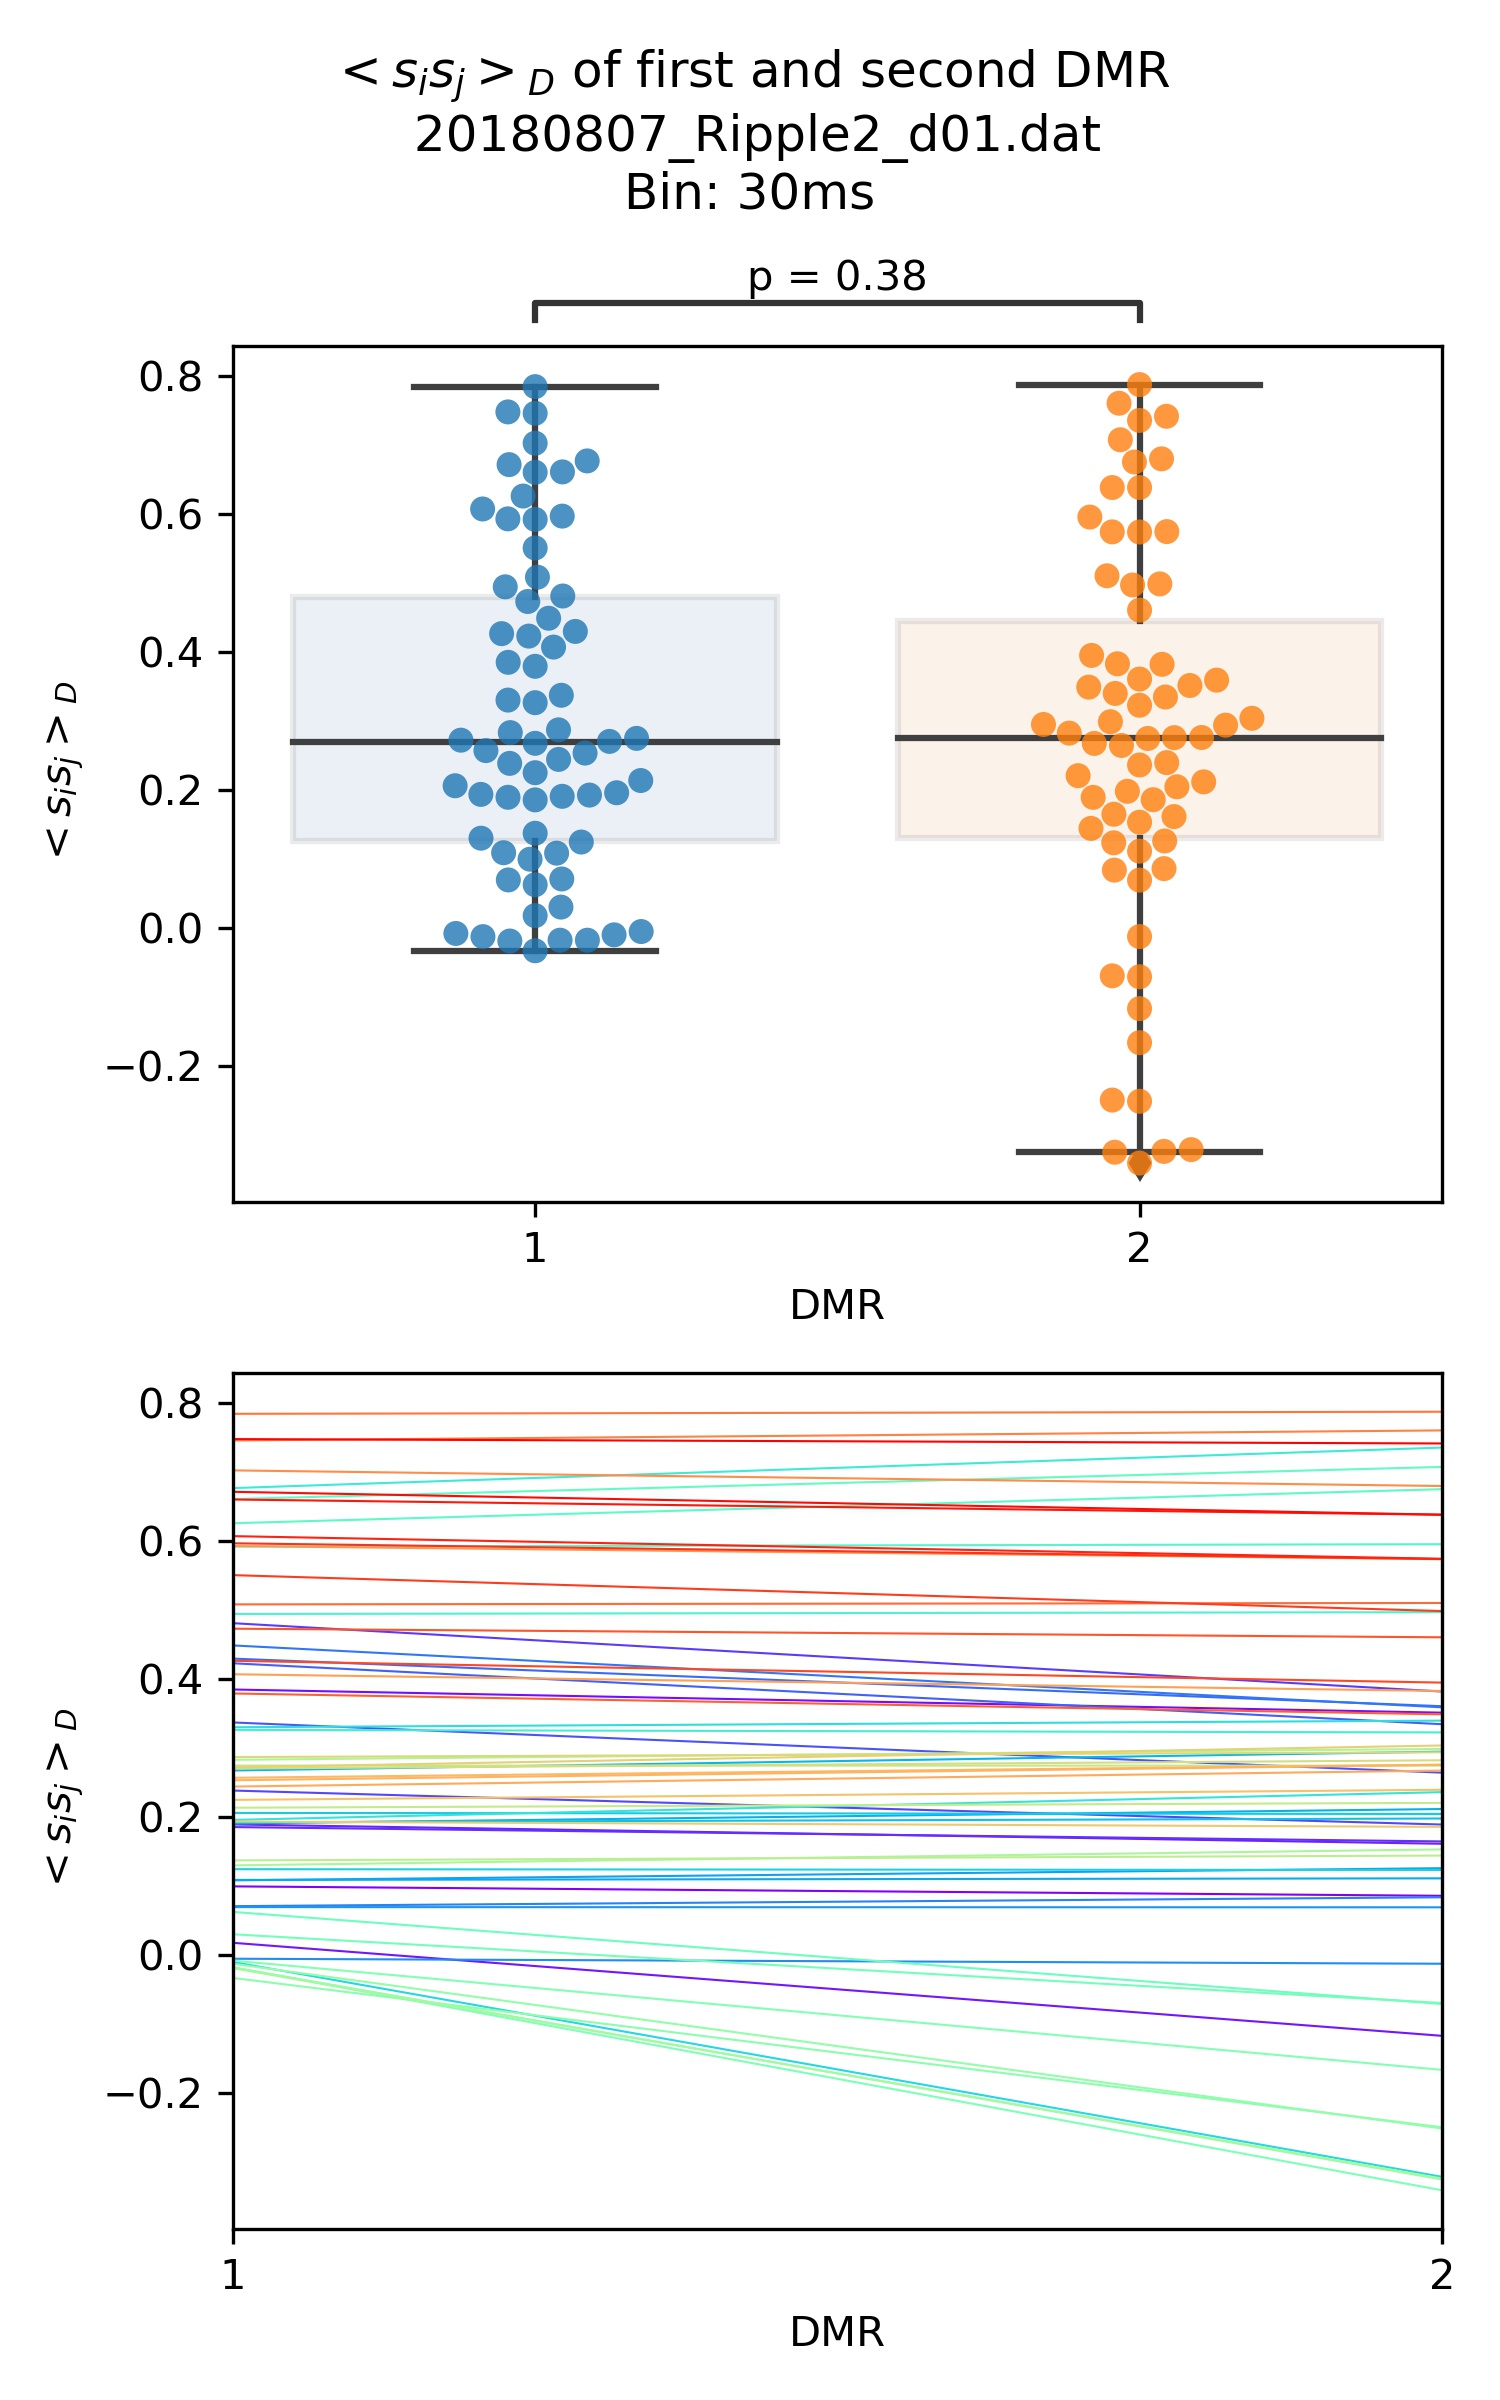 < s_i s_j >_D of first and second DMR
20180807_Ripple2_d01.dat
Bin: 30ms
p = 0.38
0.8
0.6
0.4
0.2
0.0
−0.2
< s_i s_j >_D
1
2
DMR
0.8
0.6
0.4
0.2
0.0
−0.2
< s_i s_j >_D
1
2
DMR